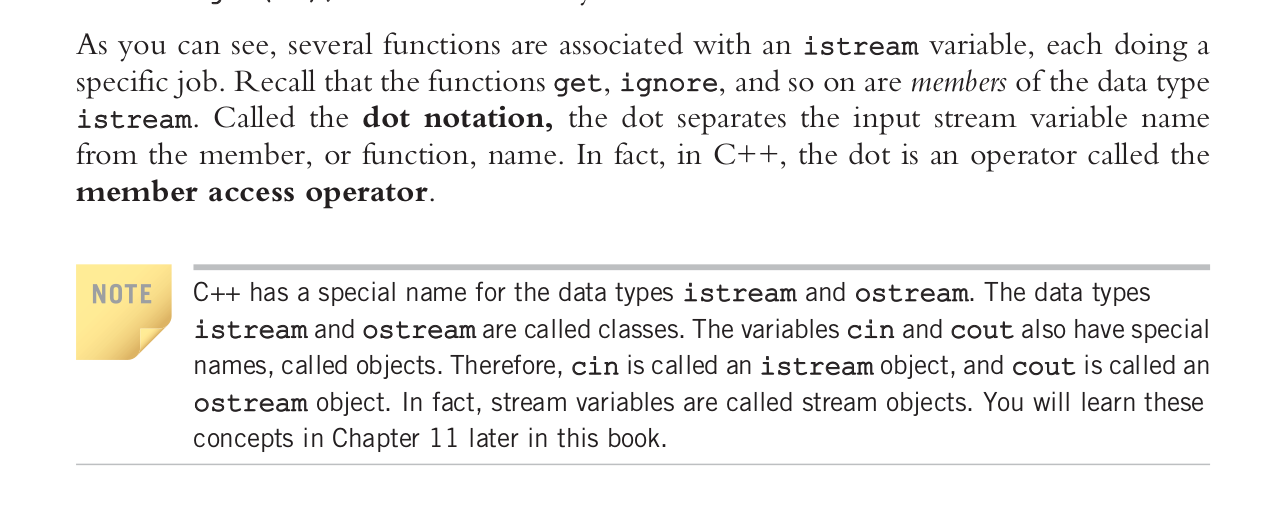 As you can see, several functions are associated with an istream variable, each doing a
specific job. Recall that the functions get, ignore, and so on are members of the data type
istream. Called the dot notation, the dot separates the input stream variable name
from the member, or function, name. In fact, in C++, the dot is an operator called the
member access operator.
NOTE
C++ has a special name for the data types istream and ostream. The data types
istream and ostream are called classes. The variables cin and cout also have special
names, called objects. Therefore, cin is called an istream object, and cout is called an
ostream object. In fact, stream variables are called stream objects. You will learn these
concepts in Chapter 11 later in this book.